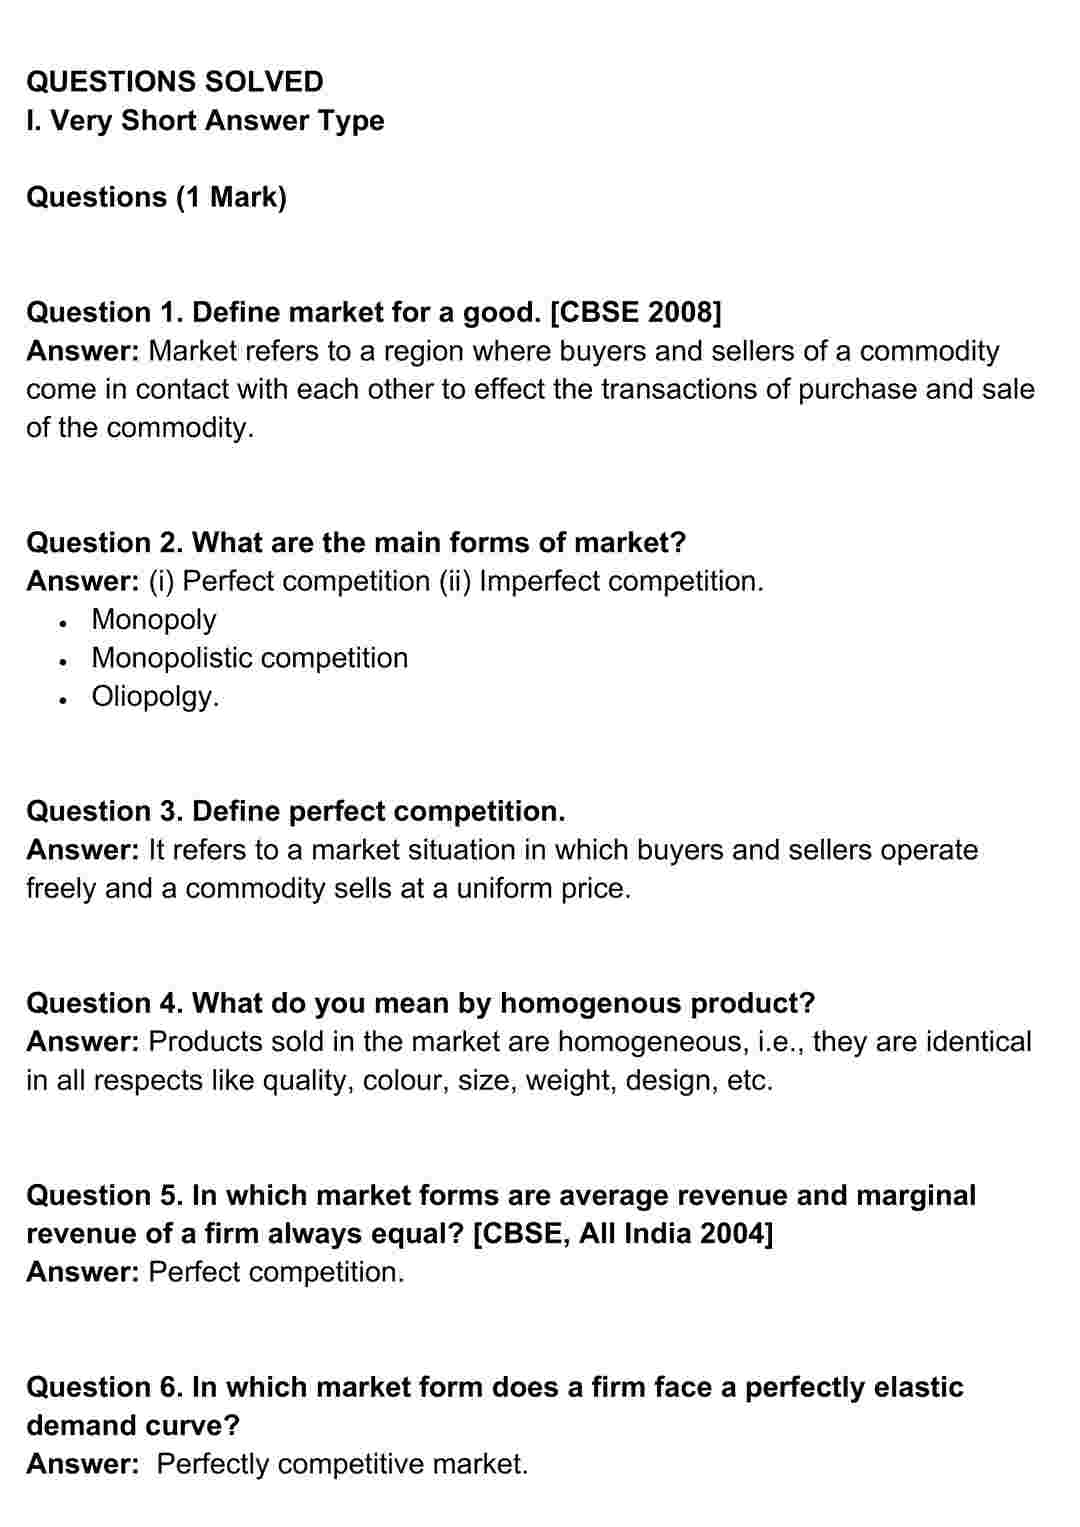 QUESTIONS SOLVED
I. Very Short Answer Type
Questions (1 Mark)
Question 1. Define market for a good. [CBSE 2008]
Answer: Market refers to a region where buyers and sellers of a commodity
come in contact with each other to effect the transactions of purchase and sale
of the commodity.
Question 2. What are the main forms of market?
Answer: (i) Perfect competition (ii) Imperfect competition.
• Monopoly
• Monopolistic competition
• Oliopolgy.
Question 3. Define perfect competition.
Answer: It refers to a market situation in which buyers and sellers operate
freely and a commodity sells at a uniform price.
Question 4. What do you mean by homogenous product?
Answer: Products sold in the market are homogeneous, i.e., they are identical
in all respects like quality, colour, size, weight, design, etc.
Question 5. In which market forms are average revenue and marginal
revenue of a firm always equal? [CBSE, All India 2004]
Answer: Perfect competition.
Question 6. In which market form does a firm face a perfectly elastic
demand curve?
Answer:  Perfectly competitive market.